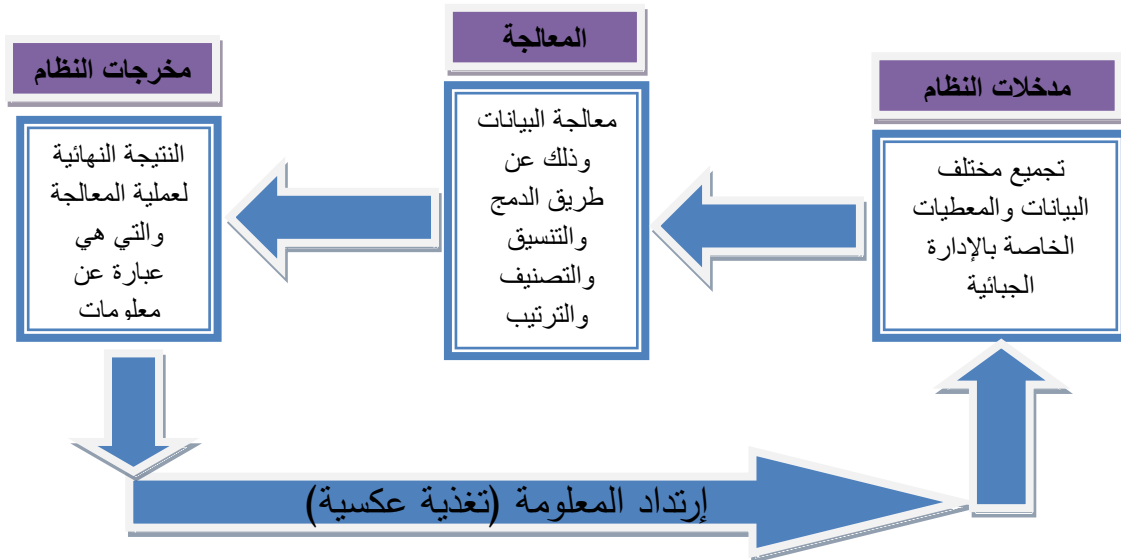 مدخلات النظام
تجميع مختلف
البيانات والمعطيات
الخاصة بالإدارة
الجبائية
المعالجة
معالجة البيانات
وذلك عن
طريق الدمج
والتنسيق
والتصنيف
والترتيب
مخرجات النظام
النتيجة النهائية
لعملية المعالجة
والتي هي
عبارة عن
معلومات
إرتداد المعلومة (تغذية عكسية)